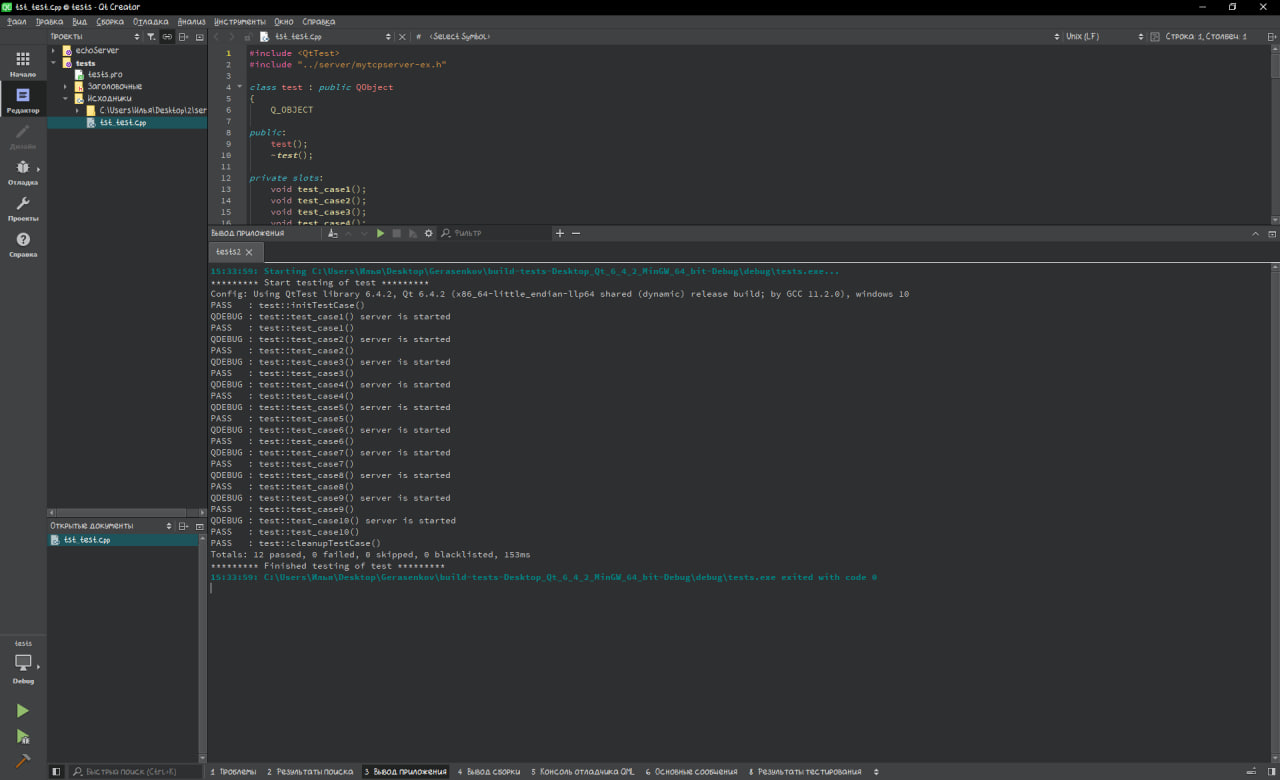 tst_test.cpp @ tests - Qt Creator
Файл Правка Вид Сборка Отладка Анализ Инструменты Окно Справка
Проекты
tst_test.cpp
# <Select Symbol>
Unix (LF)
Строка: 1, Столбец: 1
Начало
Редактор
Дизайн
Отладка
Проекты
Справка
echoServer
tests
tests.pro
Заголовочные
Исходники
C:\Users\Илья\Desktop\2\ser
tst_test.cpp
1 #include <QtTest>
2 #include "../server/mytcpserver-ex.h"
3
4 class test : public QObject
5 {
6 Q_OBJECT
7
8 public:
9 test();
10 ~test();
11
12 private slots:
13 void test_case1();
14 void test_case2();
15 void test_case3();
16 void test_case4();
Вывод приложения
Фильтр
tests2
15:33:59: Starting C:\Users\Илья\Desktop\Gerasenkov\build-tests-Desktop_Qt_6_4_2_MinGW_64_bit-Debug\debug\tests.exe...
********* Start testing of test *********
Config: Using QtTest library 6.4.2, Qt 6.4.2 (x86_64-little_endian-llp64 shared (dynamic) release build; by GCC 11.2.0), windows 10
PASS : test::initTestCase()
QDEBUG : test::test_case1() server is started
PASS : test::test_case1()
QDEBUG : test::test_case2() server is started
PASS : test::test_case2()
QDEBUG : test::test_case3() server is started
PASS : test::test_case3()
QDEBUG : test::test_case4() server is started
PASS : test::test_case4()
QDEBUG : test::test_case5() server is started
PASS : test::test_case5()
QDEBUG : test::test_case6() server is started
PASS : test::test_case6()
QDEBUG : test::test_case7() server is started
PASS : test::test_case7()
QDEBUG : test::test_case8() server is started
PASS : test::test_case8()
QDEBUG : test::test_case9() server is started
PASS : test::test_case9()
QDEBUG : test::test_case10() server is started
PASS : test::test_case10()
PASS : test::cleanupTestCase()
Totals: 12 passed, 0 failed, 0 skipped, 0 blacklisted, 153ms
********* Finished testing of test *********
15:33:59: C:\Users\Илья\Desktop\Gerasenkov\build-tests-Desktop_Qt_6_4_2_MinGW_64_bit-Debug\debug\tests.exe exited with code 0
Открытые документы
tst_test.cpp
tests
Debug
Быстрый поиск (Ctrl+K)
1 Проблемы 2 Результаты поиска 3 Вывод приложения 4 Вывод сборки 5 Консоль отладчика QML 6 Основные сообщения 8 Результаты тестирования